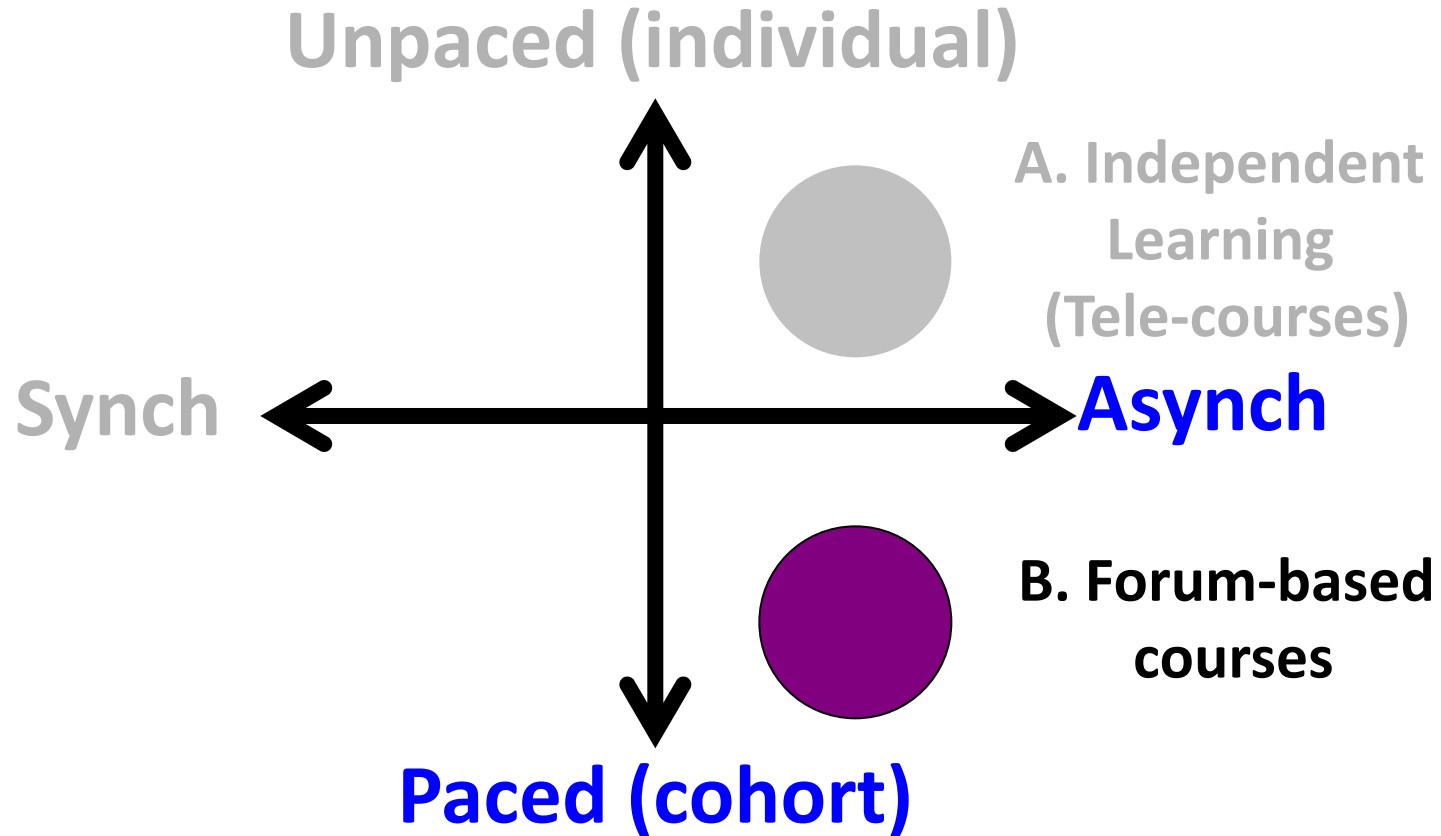 Unpaced (individual)
A. Independent
Learning
(Tele-courses)
Synch
Asynch
B. Forum-based
courses
Paced (cohort)